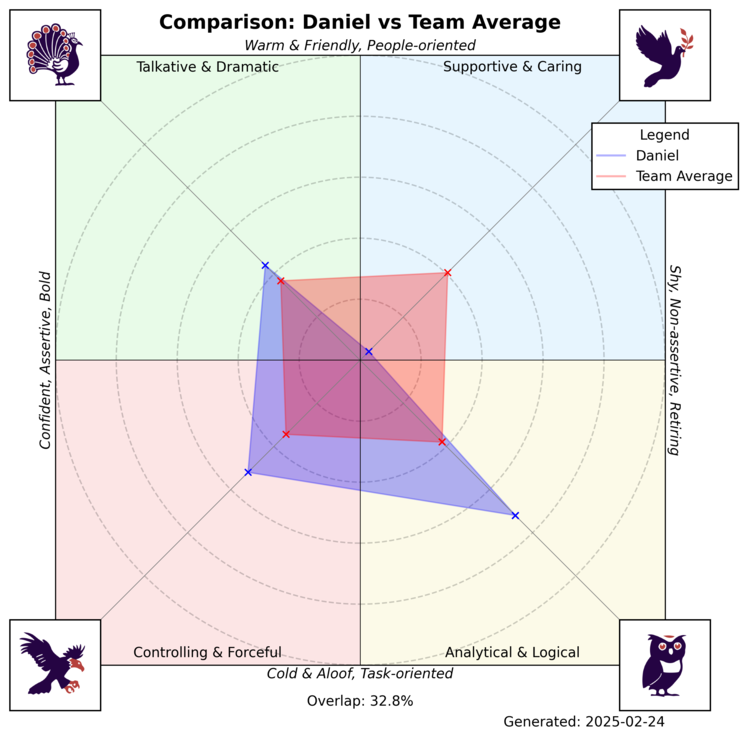 Comparison: Daniel vs Team Average
Warm & Friendly, People-oriented
Talkative & Dramatic
Supportive & Caring
Legend
Daniel
Team Average
Confident, Assertive, Bold
Shy, Non-assertive, Retiring
Controlling & Forceful
Analytical & Logical
Cold & Aloof, Task-oriented
Overlap: 32.8%
Generated: 2025-02-24